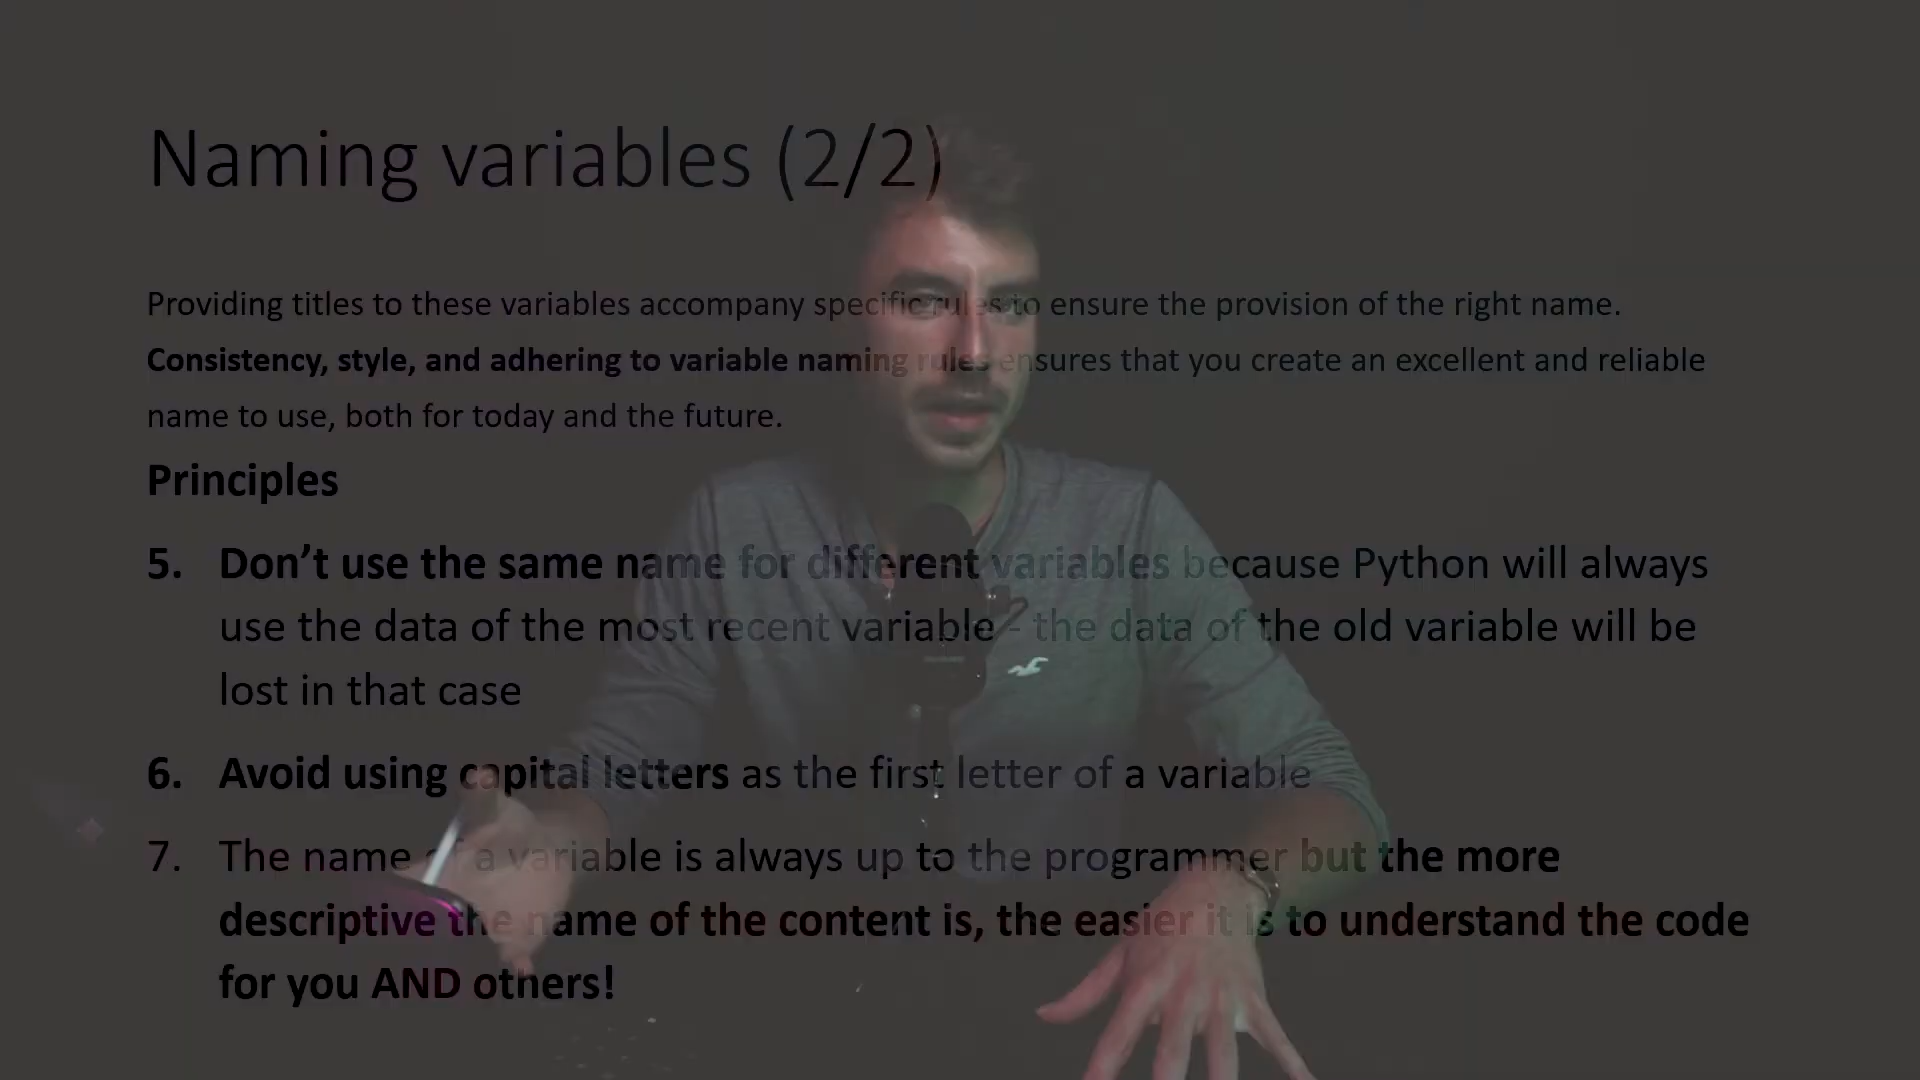 Naming variables (2/2)
Providing titles to these variables accompany specific rules to ensure the provision of the right name.
Consistency, style, and adhering to variable naming rules ensures that you create an excellent and reliable
name to use, both for today and the future.
Principles
5. Don’t use the same name for different variables because Python will always
use the data of the most recent variable - the data of the old variable will be
lost in that case
6. Avoid using capital letters as the first letter of a variable
7. The name of a variable is always up to the programmer but the more
descriptive the name of the content is, the easier it is to understand the code
for you AND others!